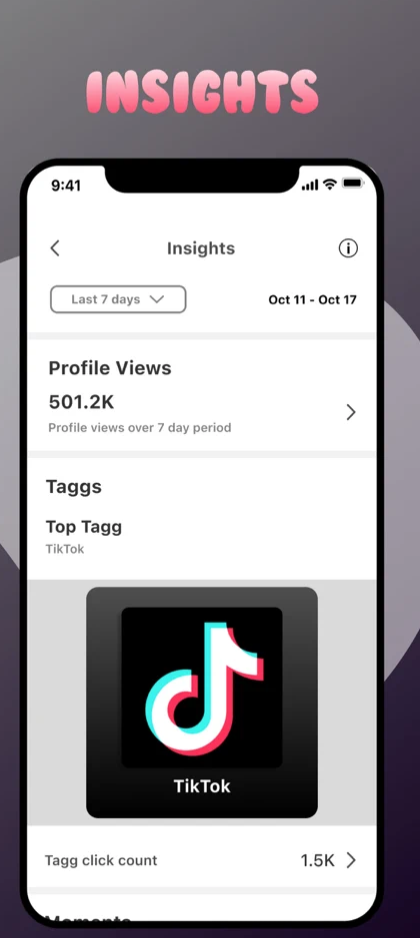 INSIGHTS
9:41
Insights
Last 7 days
Oct 11 - Oct 17
Profile Views
501.2K
Profile views over 7 day period
Taggs
Top Tagg
TikTok
TikTok
Tagg click count 1.5K
Moments